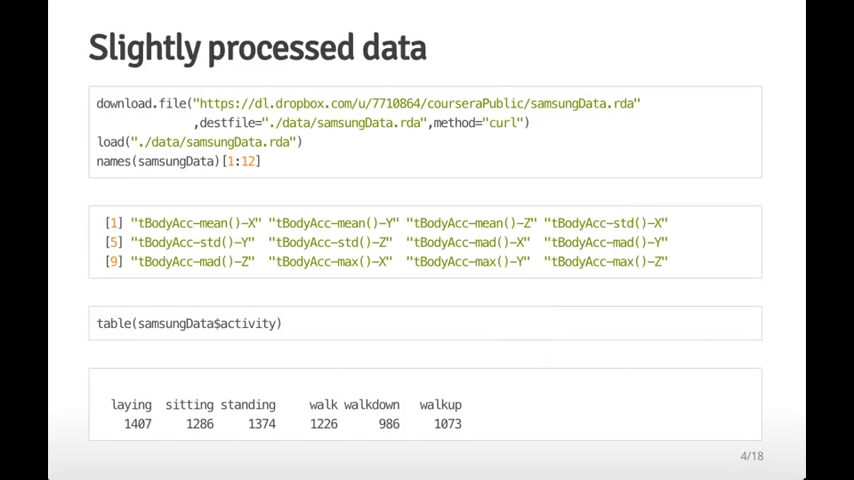 Slightly processed data
download.file("https://dl.dropbox.com/u/7710864/courseraPublic/samsungData.rda"
,destfile="./data/samsungData.rda",method="curl")
load("./data/samsungData.rda")
names(samsungData)[1:12]
[1] "tBodyAcc-mean()-X" "tBodyAcc-mean()-Y" "tBodyAcc-mean()-Z" "tBodyAcc-std()-X"
[5] "tBodyAcc-std()-Y" "tBodyAcc-std()-Z" "tBodyAcc-mad()-X" "tBodyAcc-mad()-Y"
[9] "tBodyAcc-mad()-Z" "tBodyAcc-max()-X" "tBodyAcc-max()-Y" "tBodyAcc-max()-Z"
table(samsungData$activity)
laying sitting standing walk walkdown walkup
1407 1286 1374 1226 986 1073
4/18